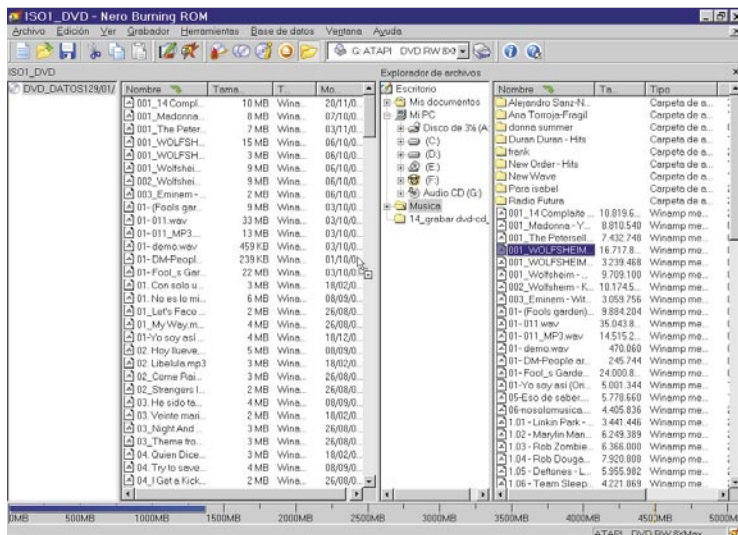 ISO1_DVD - Nero Burning ROM
Archivo Edición Ver Grabador Herramientas Base de datos Ventana Ayuda
G: ATAPI DVD RW 8X
ISO1_DVD
DVD_DATOS129/01/
Nombre Tama... T... Mo...
001_14 Compl... 10 MB Wina... 20/11/0...
001_Madonna... 8 MB Wina... 07/10/0...
001_The Peter... 7 MB Wina... 03/11/0...
001_WOLFSH... 15 MB Wina... 06/10/0...
001_WOLFSH... 3 MB Wina... 06/10/0...
001_Wolfshei... 9 MB Wina... 06/10/0...
002_Wolfshei... 9 MB Wina... 06/10/0...
003_Eminem -... 2 MB Wina... 06/10/0...
01- (Fools gar... 9 MB Wina... 03/10/0...
01- 011.wav 33 MB Wina... 03/10/0...
01-011_MP3... 13 MB Wina... 03/10/0...
01- demo.wav 459 KB Wina... 03/10/0...
01- DM-Peopl... 239 KB Wina... 01/10/0...
01- Fool_s Gar... 22 MB Wina... 03/10/0...
01. Con solo u... 3 MB Wina... 18/02/0...
01. No es lo mi... 6 MB Wina... 08/09/0...
01_Let's Face ... 2 MB Wina... 26/08/0...
01_My Way.m... 4 MB Wina... 26/08/0...
01-Yo soy así ... 4 MB Wina... 18/12/0...
02. Hoy llueve,... 5 MB Wina... 08/09/0...
02. Libelula.mp3 3 MB Wina... 18/02/0...
02_Come Rai... 3 MB Wina... 26/08/0...
02_Strangers I... 2 MB Wina... 26/08/0...
03. He sido ta... 4 MB Wina... 08/09/0...
03. Veinte mari... 2 MB Wina... 18/02/0...
03_Night And ... 3 MB Wina... 26/08/0...
03_Theme fro... 3 MB Wina... 26/08/0...
04. Quien Dice... 3 MB Wina... 18/02/0...
04. Try to save... 4 MB Wina... 08/09/0...
04_I Get a Kick... 2 MB Wina... 26/08/0...
Explorador de archivos
Escritorio
Mis documentos
Mi PC
Disco de 3½ (A:
(C:)
(D:)
(E:)
(F:)
Audio CD (G:)
Musica
14_grabar dvd-cd_
Nombre Ta... Tipo
Alejandro Sanz-N... Carpeta de a...
Ana Torroja-Fragil Carpeta de a...
donna summer Carpeta de a...
Duran Duran - Hits Carpeta de a...
frank Carpeta de a...
New Order - Hits Carpeta de a...
New Wave Carpeta de a...
Para isabel Carpeta de a...
Radio Futura Carpeta de a...
001_14 Complaite ... 10.819.6... Winamp me...
001_Madonna - Y... 8.810.540 Winamp me...
001_The Petersell... 7.432.748 Winamp me...
001_WOLFSHEIM... 16.717.8... Winamp me...
001_WOLFSHEIM... 3.239.468 Winamp me...
001_Wolfsheim - ... 9.709.100 Winamp me...
002_Wolfsheim - K... 10.174.5... Winamp me...
003_Eminem - Wit... 3.059.756 Winamp me...
01- (Fools garden)... 9.884.204 Winamp me...
01- 011.wav 35.043.8... Winamp me...
01-011_MP3.wav 14.515.2... Winamp me...
01- demo.wav 470.060 Winamp me...
01- DM-People ar... 245.744 Winamp me...
01- Fool_s Garde... 24.000.8... Winamp me...
01-Yo soy así (Ori... 5.001.344 Winamp me...
05-Eso de saber... 5.778.660 Winamp me...
06-nosolomusica... 4.405.836 Winamp me...
1.01 - Linkin Park -... 3.441.446 Winamp me...
1.02 - Marylin Man... 6.249.389 Winamp me...
1.03 - Rob Zombie... 6.366.000 Winamp me...
1.04 - Rob Douga... 7.920.808 Winamp me...
1.05 - Deftones - L... 5.955.982 Winamp me...
1.06 - Team Sleep... 4.221.869 Winamp me...
0MB 500MB 1000MB 1500MB 2000MB 2500MB 3000MB 3500MB 4000MB 4500MB 5000M
ATAPI DVD RW 8XMax